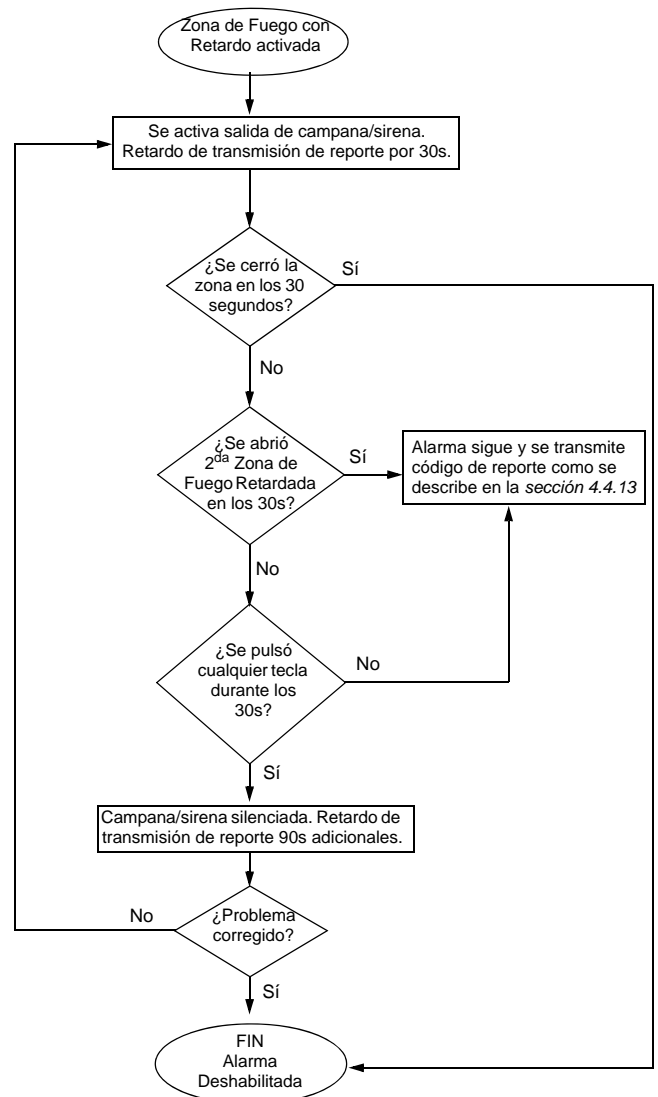 Zona de Fuego con
Retardo activada
Se activa salida de campana/sirena.
Retardo de transmisión de reporte por 30s.
¿Se cerró la
zona en los 30
segundos?
Sí
No
¿Se abrió
2da Zona de
Fuego Retardada
en los 30s?
Sí
Alarma sigue y se transmite
código de reporte como se
describe en la sección 4.4.13
No
¿Se pulsó
cualquier tecla
durante los
30s?
No
Sí
Campana/sirena silenciada. Retardo de
transmisión de reporte 90s adicionales.
No
¿Problema
corregido?
Sí
FIN
Alarma
Deshabilitada